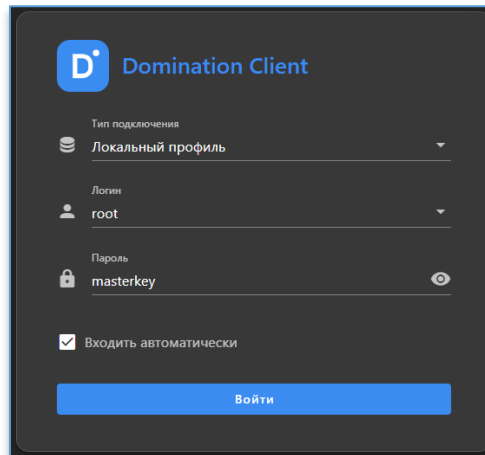 D
Domination Client
Тип подключения
Локальный профиль
Логин
root
Пароль
masterkey
Входить автоматически
Войти